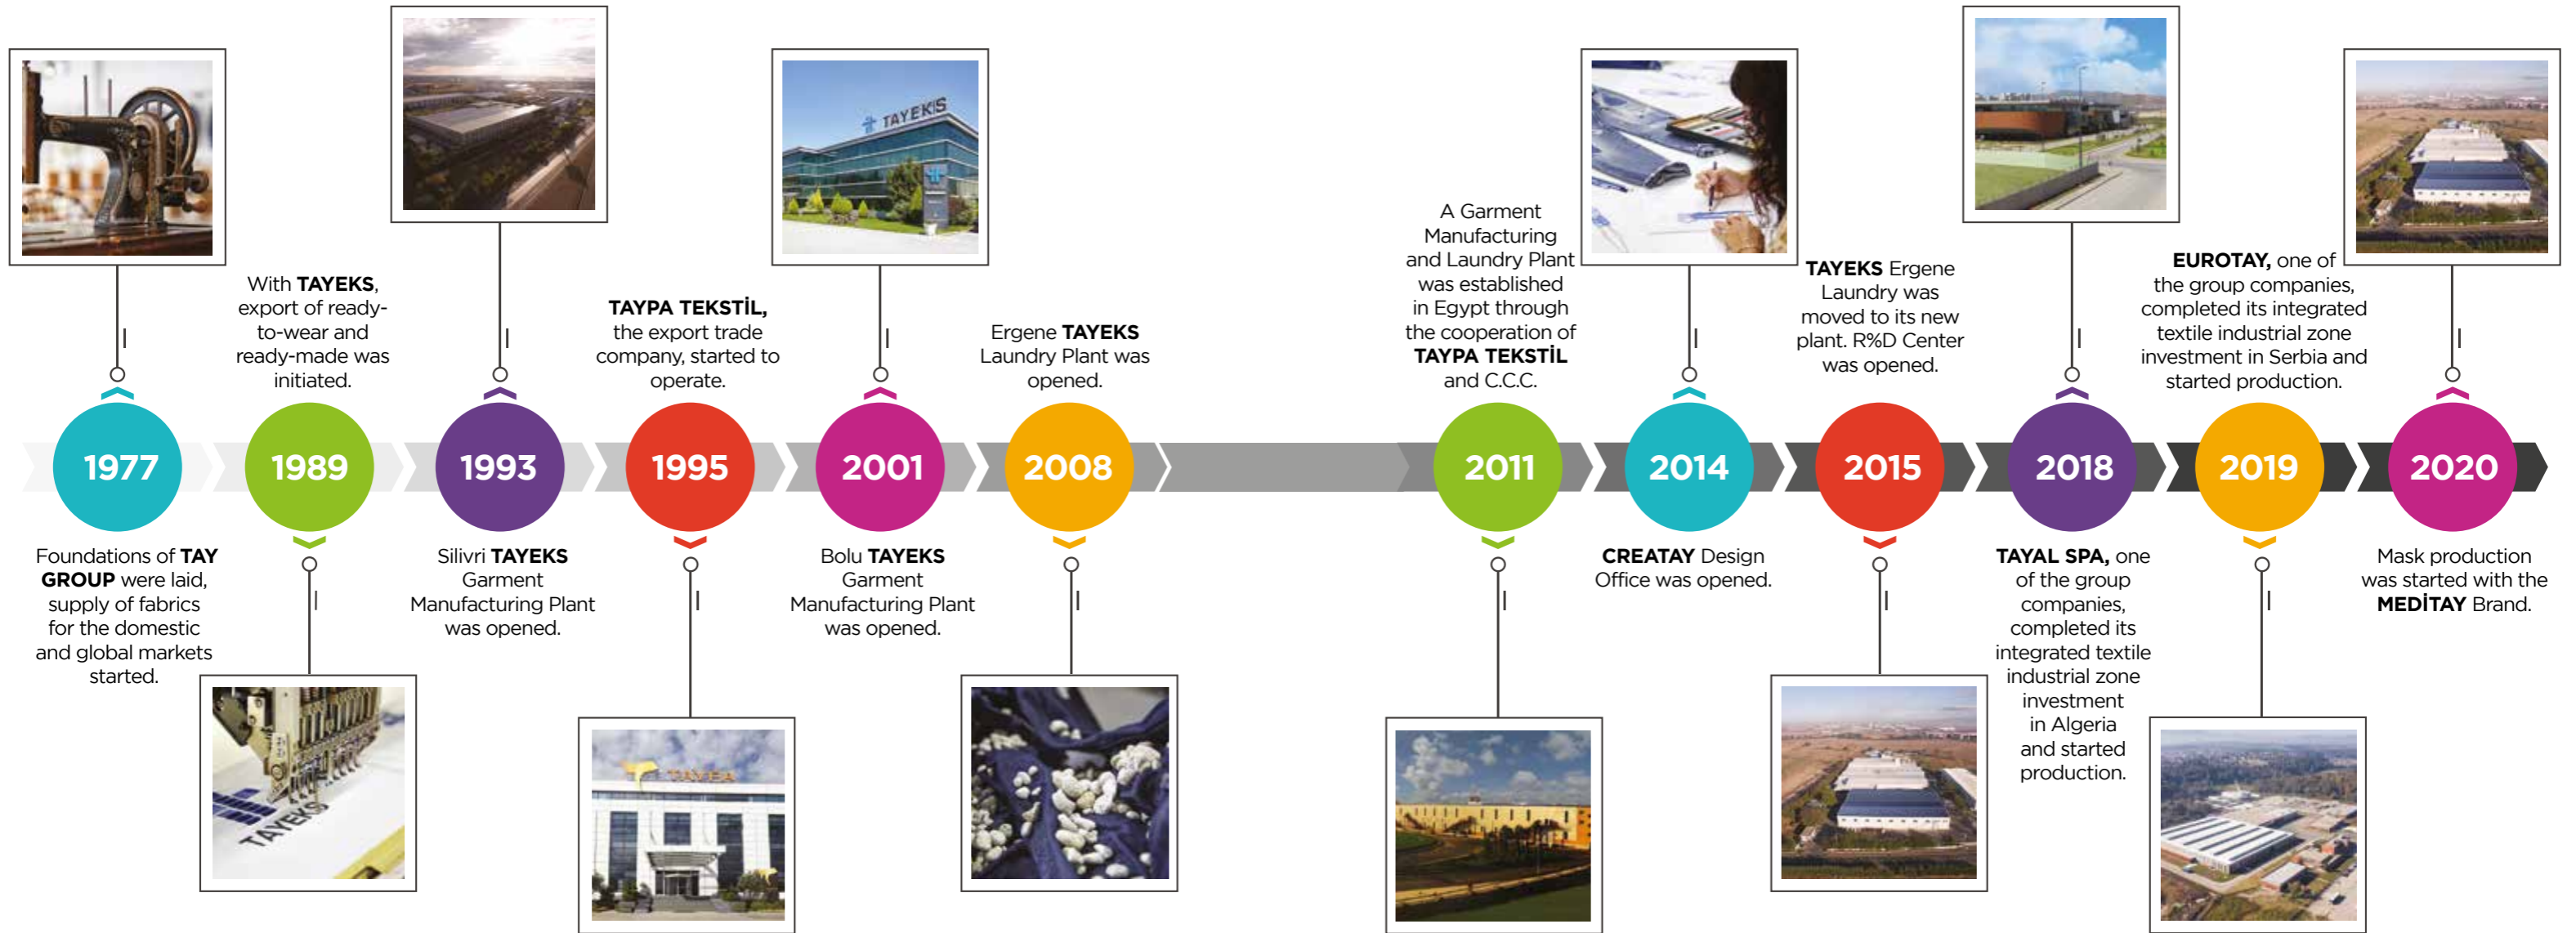 1977
Foundations of TAY
GROUP were laid,
supply of fabrics
for the domestic
and global markets
started.
With TAYEKS,
export of ready-
to-wear and
ready-made was
initiated.
1989
TAYEKS
1993
Silivri TAYEKS
Garment
Manufacturing Plant
was opened.
TAYPA TEKSTİL,
the export trade
company, started to
operate.
1995
TAYPA
TAYEKS
2001
Bolu TAYEKS
Garment
Manufacturing Plant
was opened.
Ergene TAYEKS
Laundry Plant was
opened.
2008
A Garment
Manufacturing
and Laundry Plant
was established
in Egypt through
the cooperation of
TAYPA TEKSTİL
and C.C.C.
2011
2014
CREATAY Design
Office was opened.
TAYEKS Ergene
Laundry was
moved to its new
plant. R%D Center
was opened.
2015
2018
TAYAL SPA, one
of the group
companies,
completed its
integrated textile
industrial zone
investment
in Algeria
and started
production.
EUROTAY, one of
the group companies,
completed its integrated
textile industrial zone
investment in Serbia and
started production.
2019
2020
Mask production
was started with the
MEDİTAY Brand.